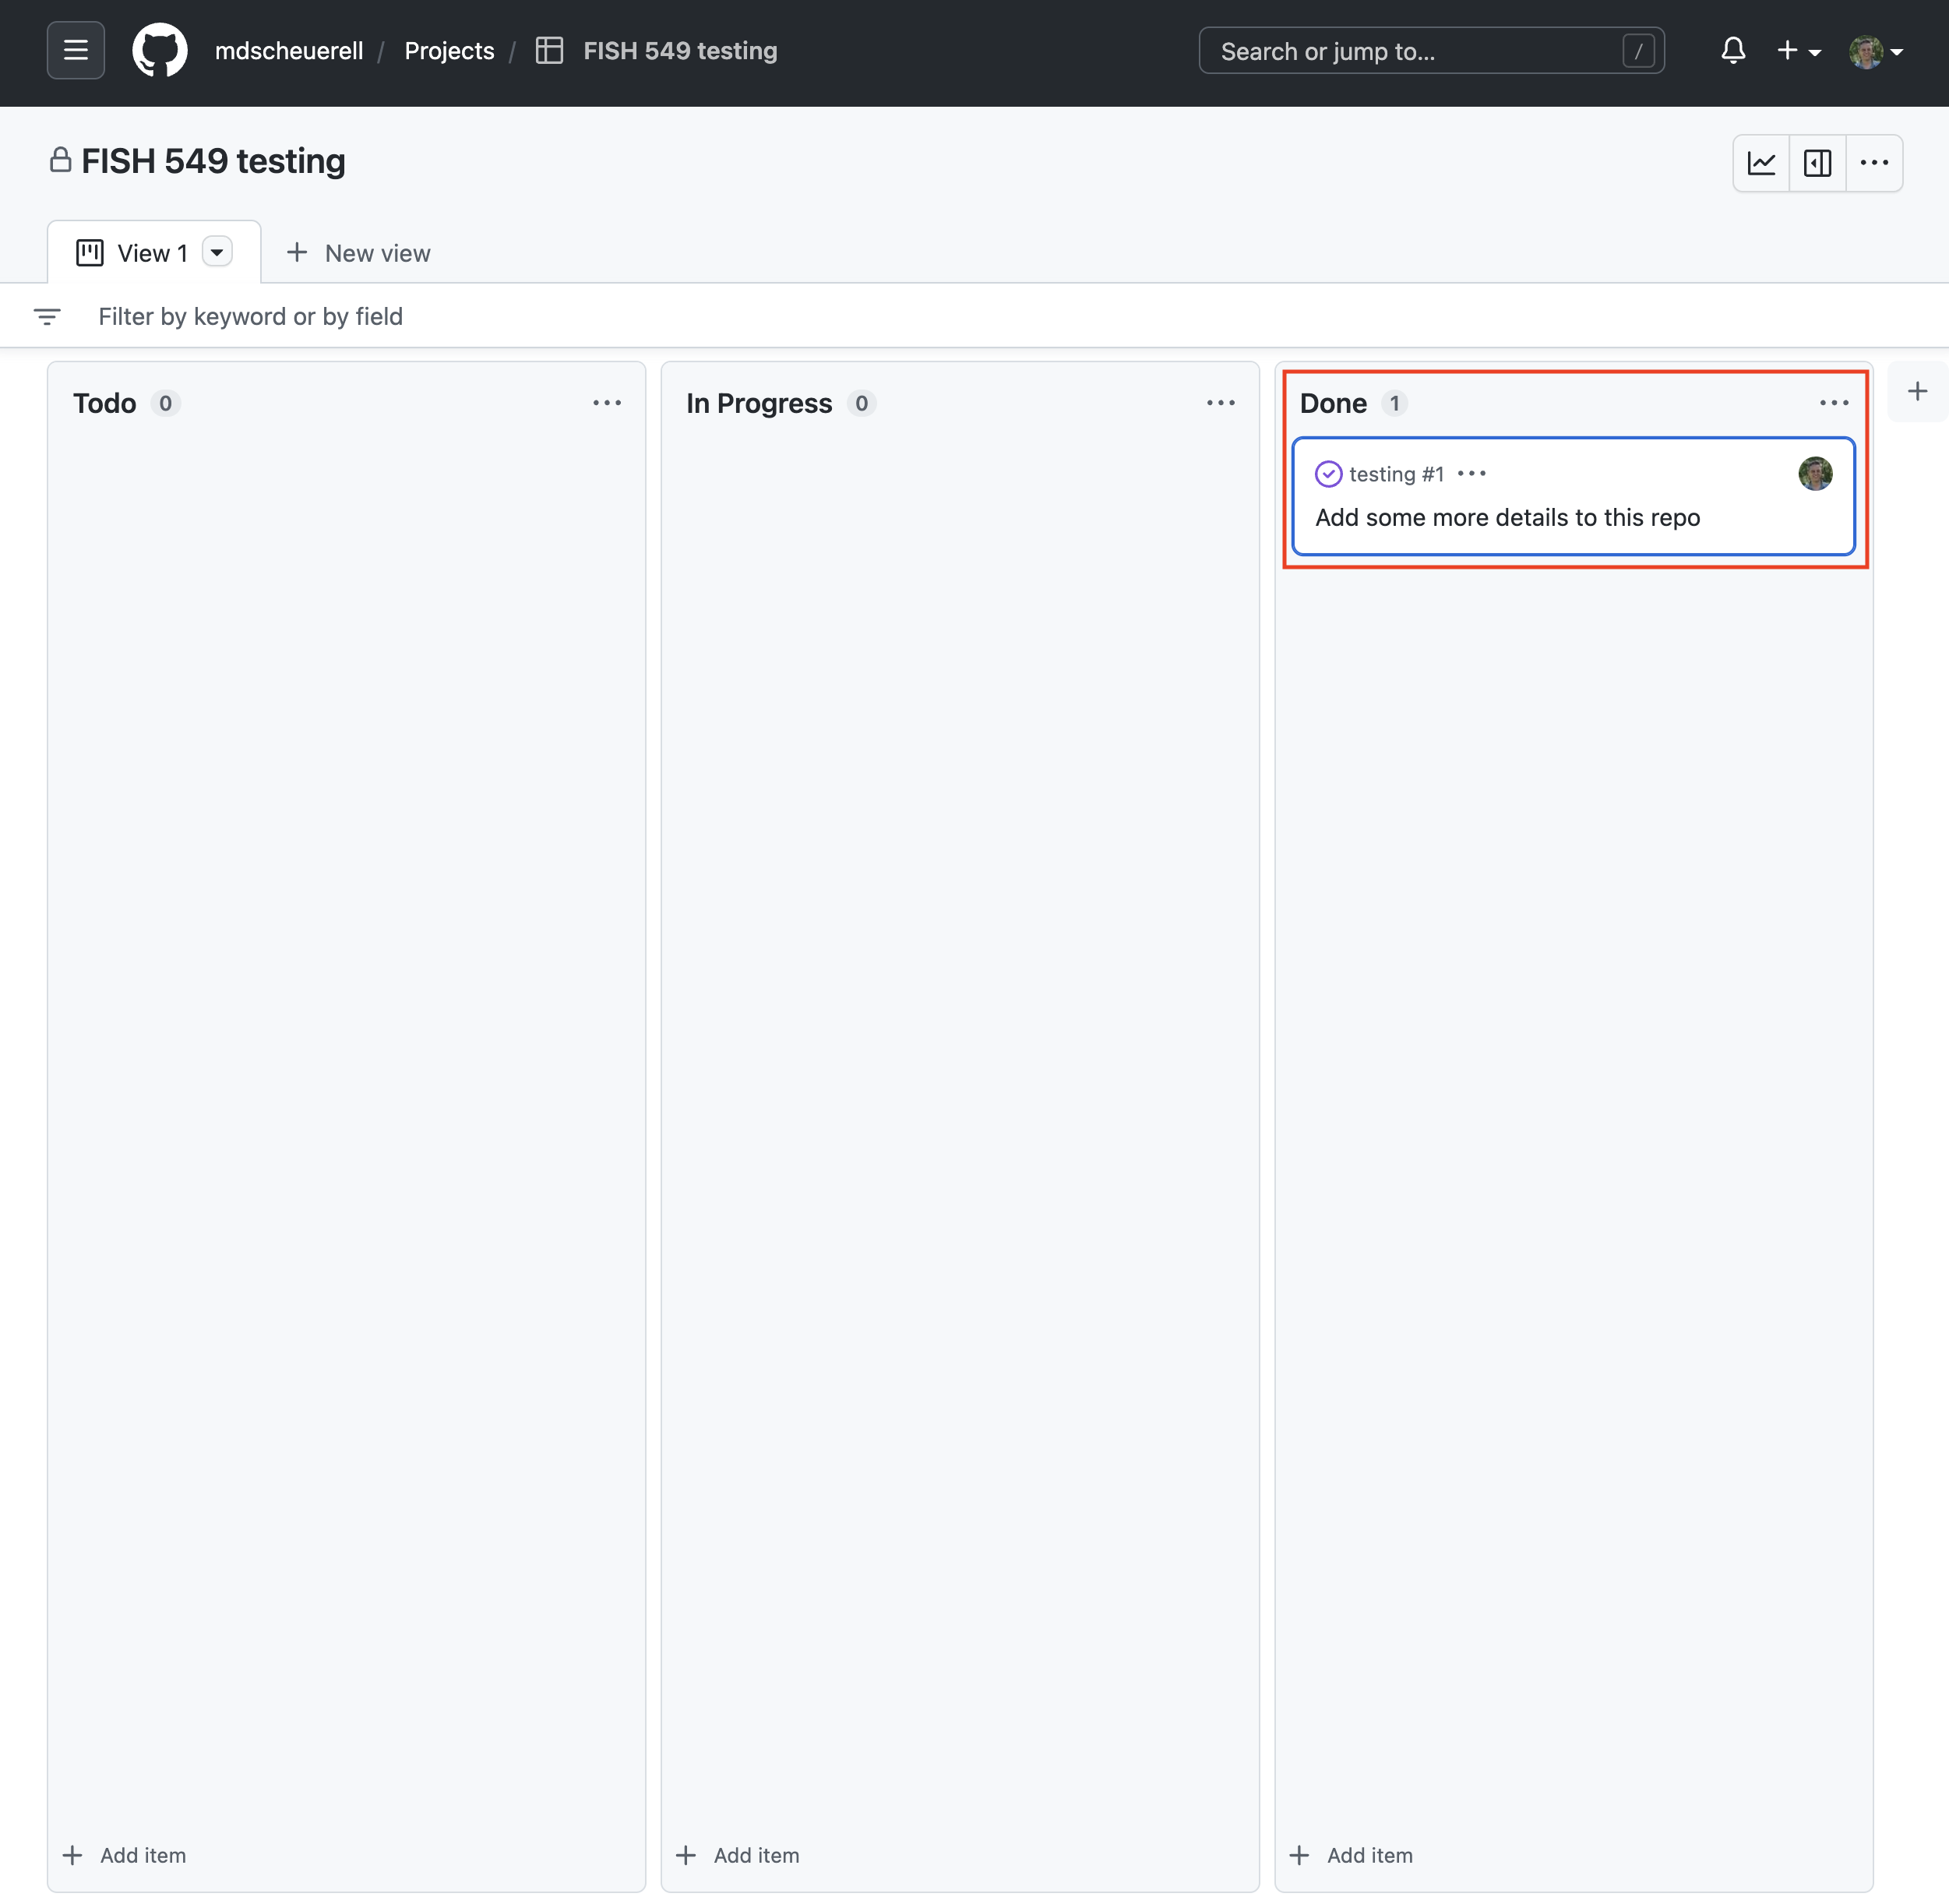 mdscheuerell / Projects / FISH 549 testing
Search or jump to... /
FISH 549 testing
View 1
New view
Filter by keyword or by field
Todo 0
In Progress 0
Done 1
testing #1
Add some more details to this repo
Add item
Add item
Add item